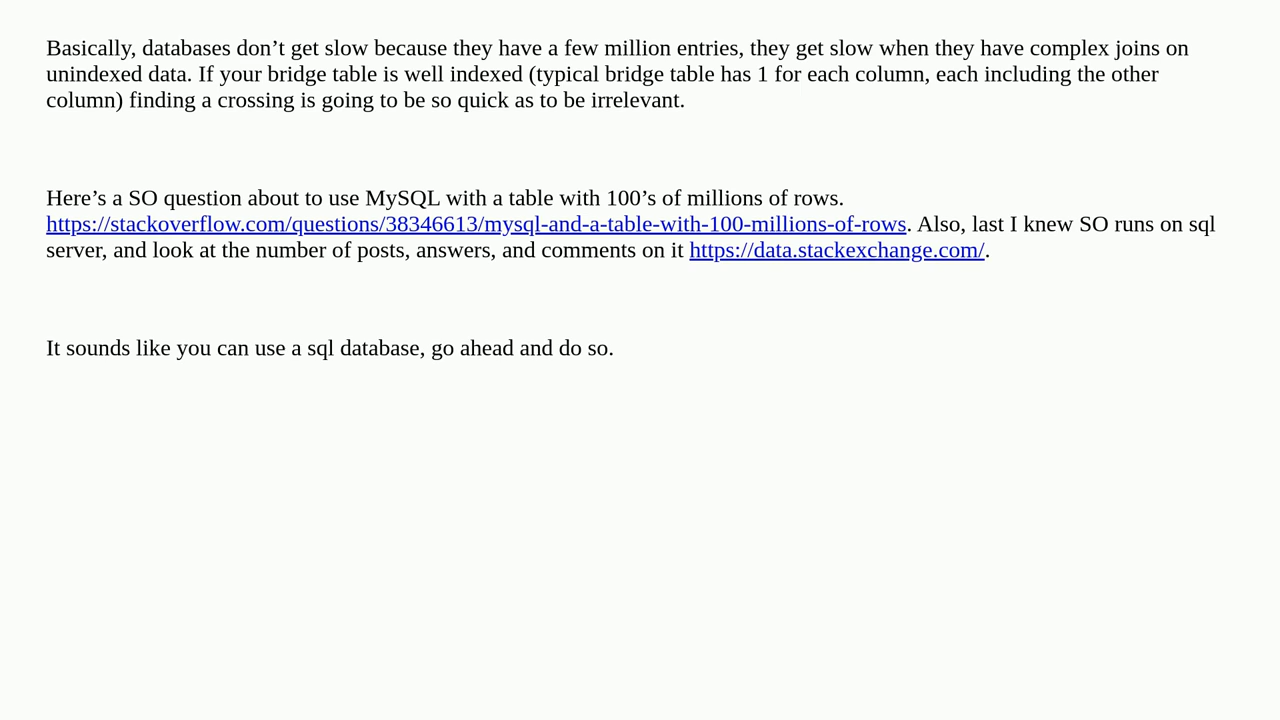 Basically, databases don’t get slow because they have a few million entries, they get slow when they have complex joins on
unindexed data. If your bridge table is well indexed (typical bridge table has 1 for each column, each including the other
column) finding a crossing is going to be so quick as to be irrelevant.
Here’s a SO question about to use MySQL with a table with 100’s of millions of rows.
https://stackoverflow.com/questions/38346613/mysql-and-a-table-with-100-millions-of-rows. Also, last I knew SO runs on sql
server, and look at the number of posts, answers, and comments on it https://data.stackexchange.com/.
It sounds like you can use a sql database, go ahead and do so.